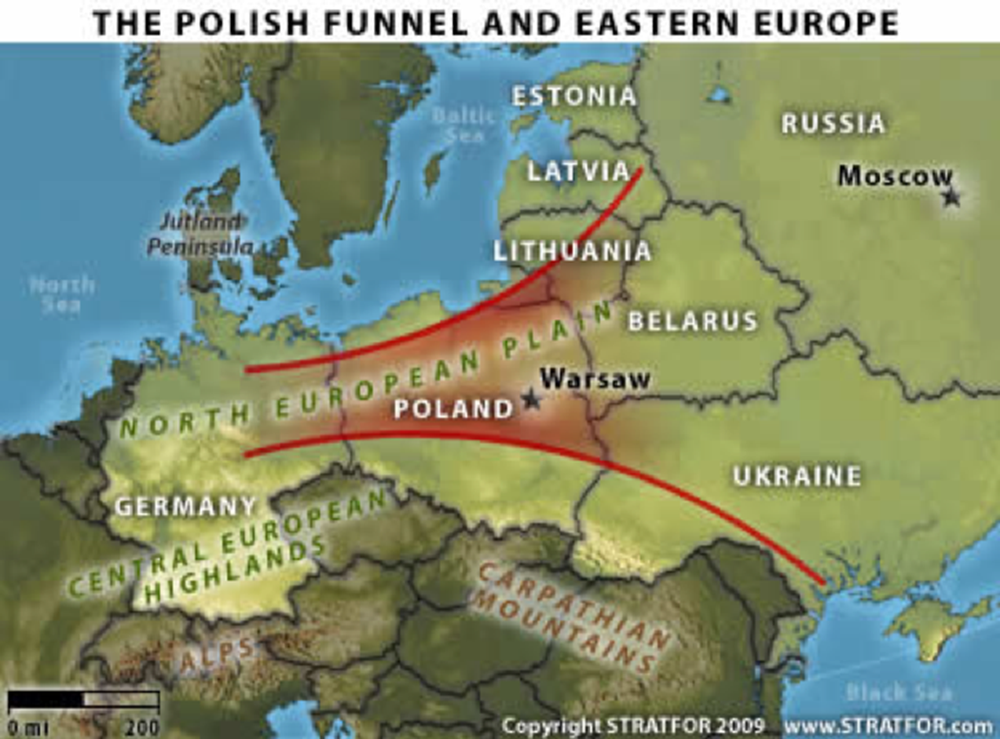 THE POLISH FUNNEL AND EASTERN EUROPE
ESTONIA
Baltic
Sea
RUSSIA
LATVIA
Moscow
Jutland
Peninsula
LITHUANIA
North
Sea
BELARUS
NORTH EUROPEAN PLAIN
Warsaw
POLAND
UKRAINE
GERMANY
CENTRAL EUROPEAN
HIGHLANDS
CARPATHIAN
MOUNTAINS
ALPS
Black Sea
0 mi 200
Copyright STRATFOR 2009 www.STRATFOR.com